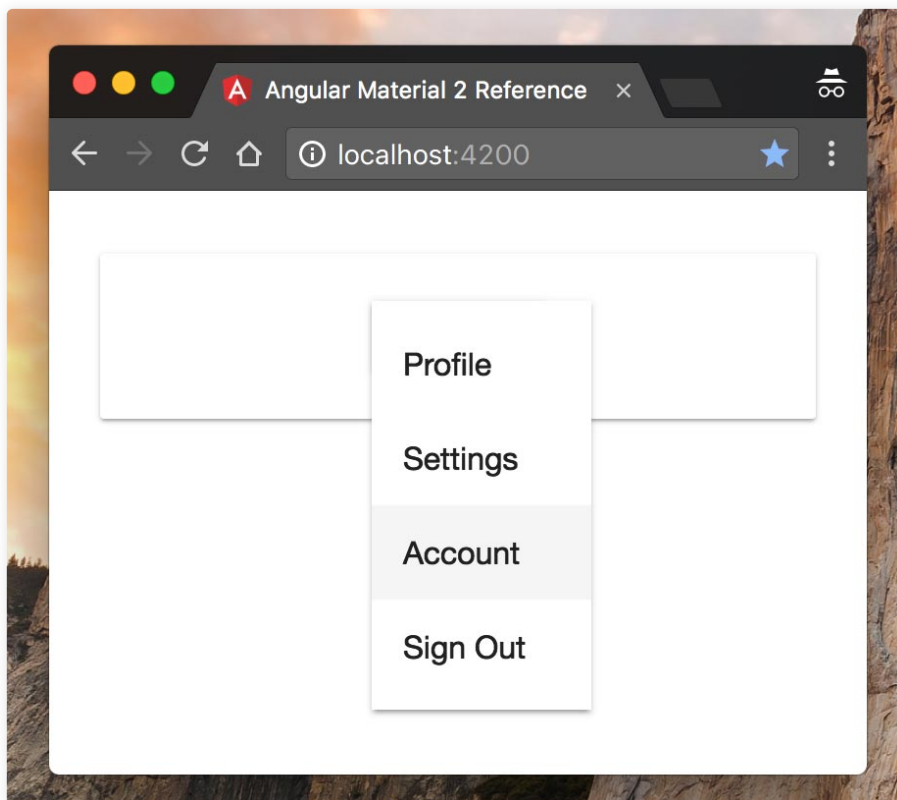 Angular Material 2 Reference
localhost:4200
Profile
Settings
Account
Sign Out